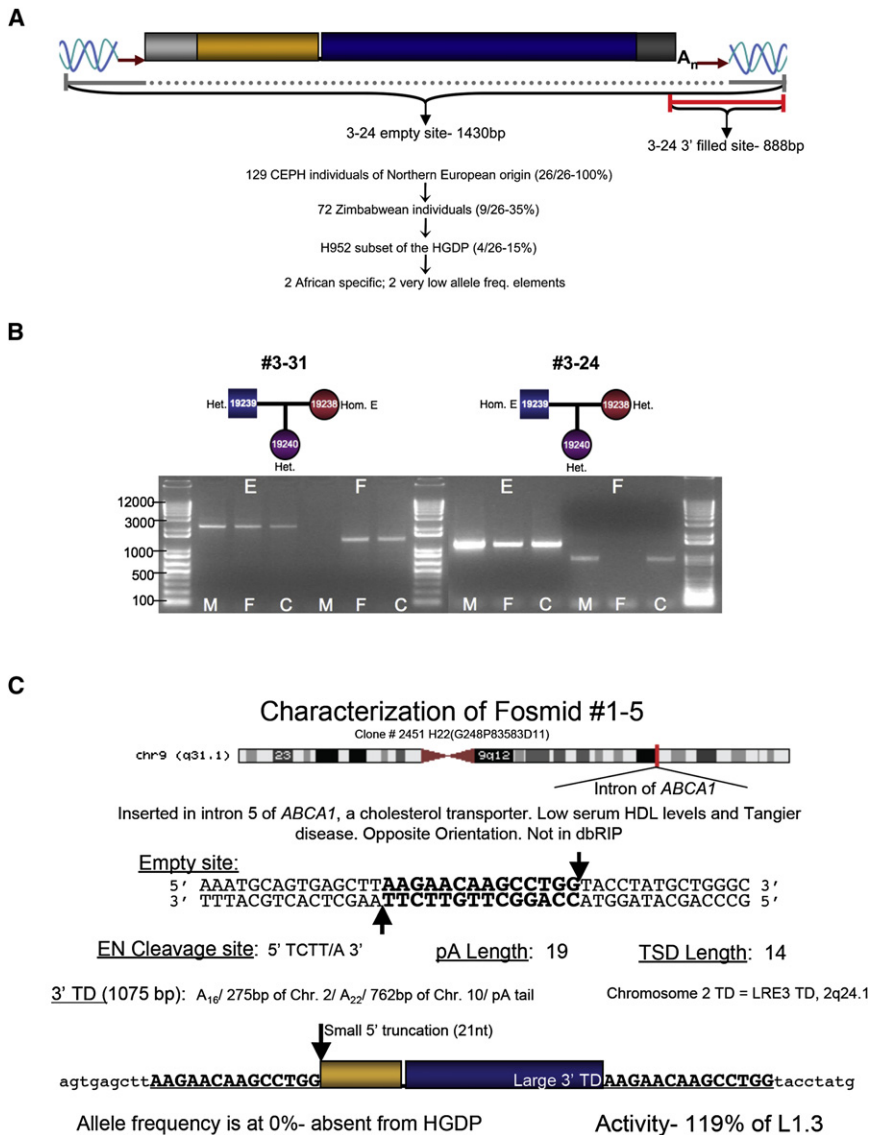 A
Aₙ
3-24 empty site- 1430bp
3-24 3' filled site- 888bp
129 CEPH individuals of Northern European origin (26/26-100%)
72 Zimbabwean individuals (9/26-35%)
H952 subset of the HGDP (4/26-15%)
2 African specific; 2 very low allele freq. elements
B
#3-31
#3-24
Het. 19239 19238 Hom. E
Hom. E 19239 19238 Het.
19240
Het.
19240
Het.
E F E F
12000
3000
1000
500
100
M F C M F C M F C M F C
C
Characterization of Fosmid #1-5
Clone # 2451 H22(G248P83583D11)
chr9 (q31.1) 23 9q12
Intron of ABCA1
Inserted in intron 5 of ABCA1, a cholesterol transporter. Low serum HDL levels and Tangier
disease. Opposite Orientation. Not in dbRIP
Empty site:
5' AAATGCAGTGAGCTTAAGAACAAGCCTGGTACCTATGCTGGGC 3'
3' TTTACGTCACTCGAATTCTTGTTCGGACCATGGATACGACCCG 5'
EN Cleavage site: 5' TCTT/A 3' pA Length: 19 TSD Length: 14
3' TD (1075 bp): A₁₆/ 275bp of Chr. 2/ A₂₂/ 762bp of Chr. 10/ pA tail
Chromosome 2 TD = LRE3 TD, 2q24.1
Small 5' truncation (21nt)
agtgagcttAAGAACAAGCCTGG Large 3' TD AAGAACAAGCCTGGtacctatg
Allele frequency is at 0%- absent from HGDP Activity- 119% of L1.3